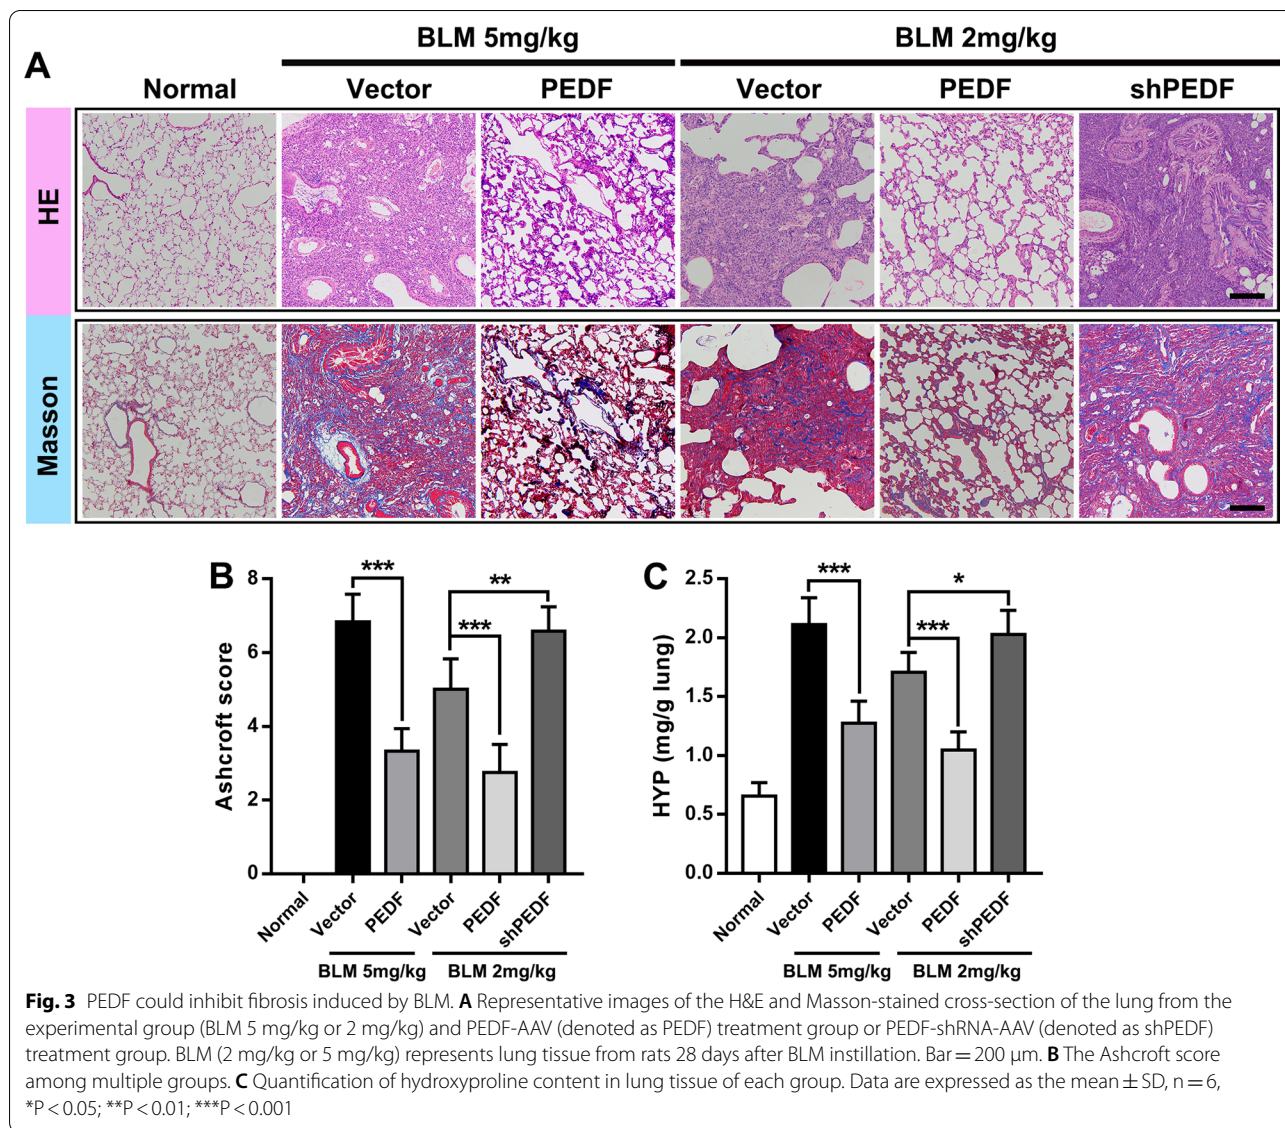 BLM 5mg/kg BLM 2mg/kg
A
Normal Vector PEDF Vector PEDF shPEDF
HE
Masson
B
Ashcroft score
8
6
4
2
0
***
**
***
Normal Vector PEDF Vector PEDF shPEDF
BLM 5mg/kg BLM 2mg/kg
C
HYP (mg/g lung)
2.5
2.0
1.5
1.0
0.5
0.0
***
*
***
Normal Vector PEDF Vector PEDF shPEDF
BLM 5mg/kg BLM 2mg/kg
Fig. 3 PEDF could inhibit fibrosis induced by BLM. A Representative images of the H&E and Masson-stained cross-section of the lung from the
experimental group (BLM 5 mg/kg or 2 mg/kg) and PEDF-AAV (denoted as PEDF) treatment group or PEDF-shRNA-AAV (denoted as shPEDF)
treatment group. BLM (2 mg/kg or 5 mg/kg) represents lung tissue from rats 28 days after BLM instillation. Bar = 200 μm. B The Ashcroft score
among multiple groups. C Quantification of hydroxyproline content in lung tissue of each group. Data are expressed as the mean ± SD, n = 6,
*P < 0.05; **P < 0.01; ***P < 0.001